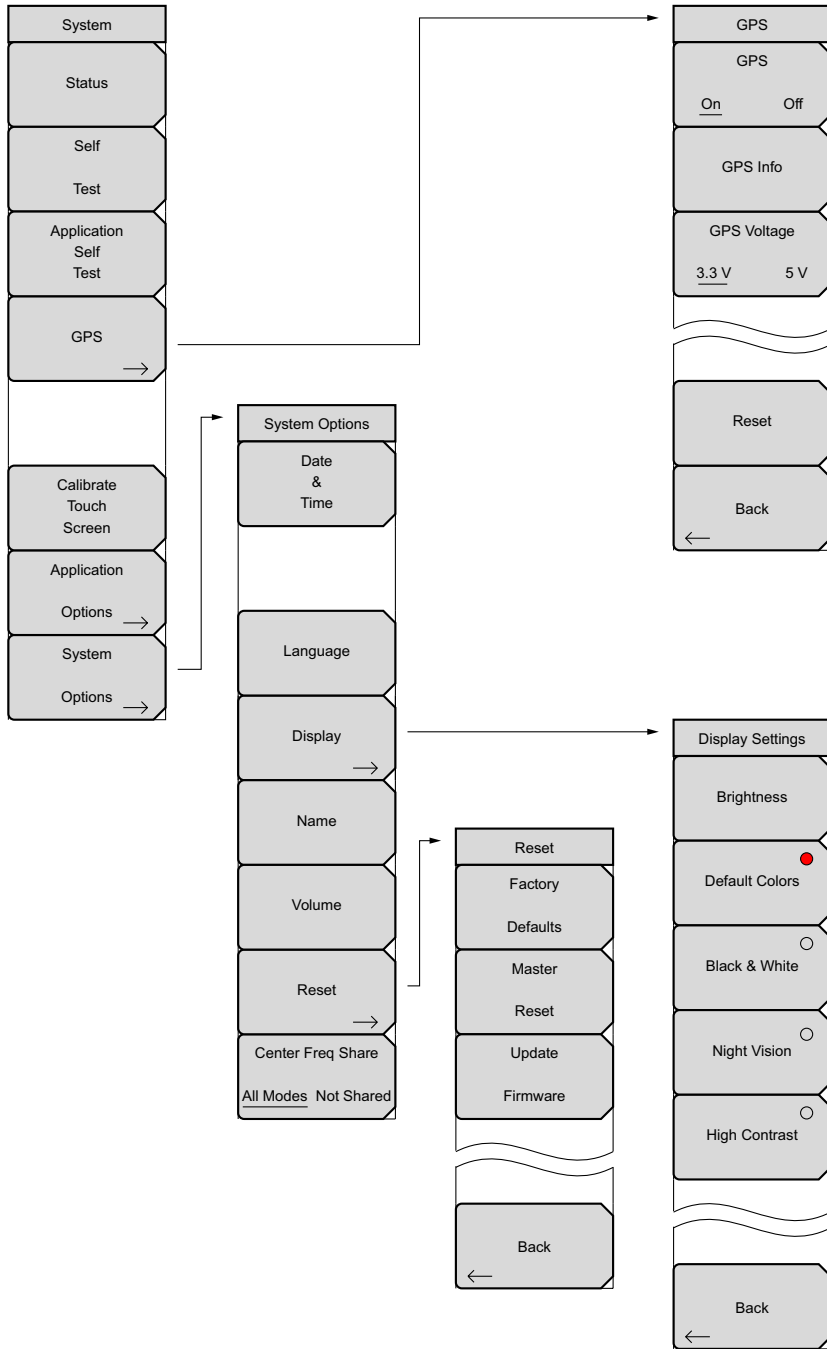 System
Status
Self
Test
Application
Self
Test
GPS
Calibrate
Touch
Screen
Application
Options
System
Options
System Options
Date
&
Time
Language
Display
Name
Volume
Reset
Center Freq Share
All Modes Not Shared
Reset
Factory
Defaults
Master
Reset
Update
Firmware
Back
GPS
GPS
On Off
GPS Info
GPS Voltage
3.3 V 5 V
Reset
Back
Display Settings
Brightness
Default Colors
Black & White
Night Vision
High Contrast
Back